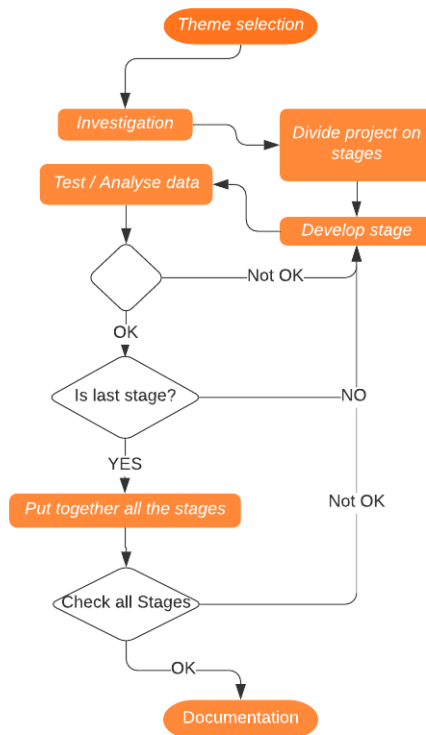 Theme selection
Investigation
Divide project on
stages
Test / Analyse data
Develop stage
Not OK
OK
Is last stage?
NO
YES
Put together all the stages
Not OK
Check all Stages
OK
Documentation